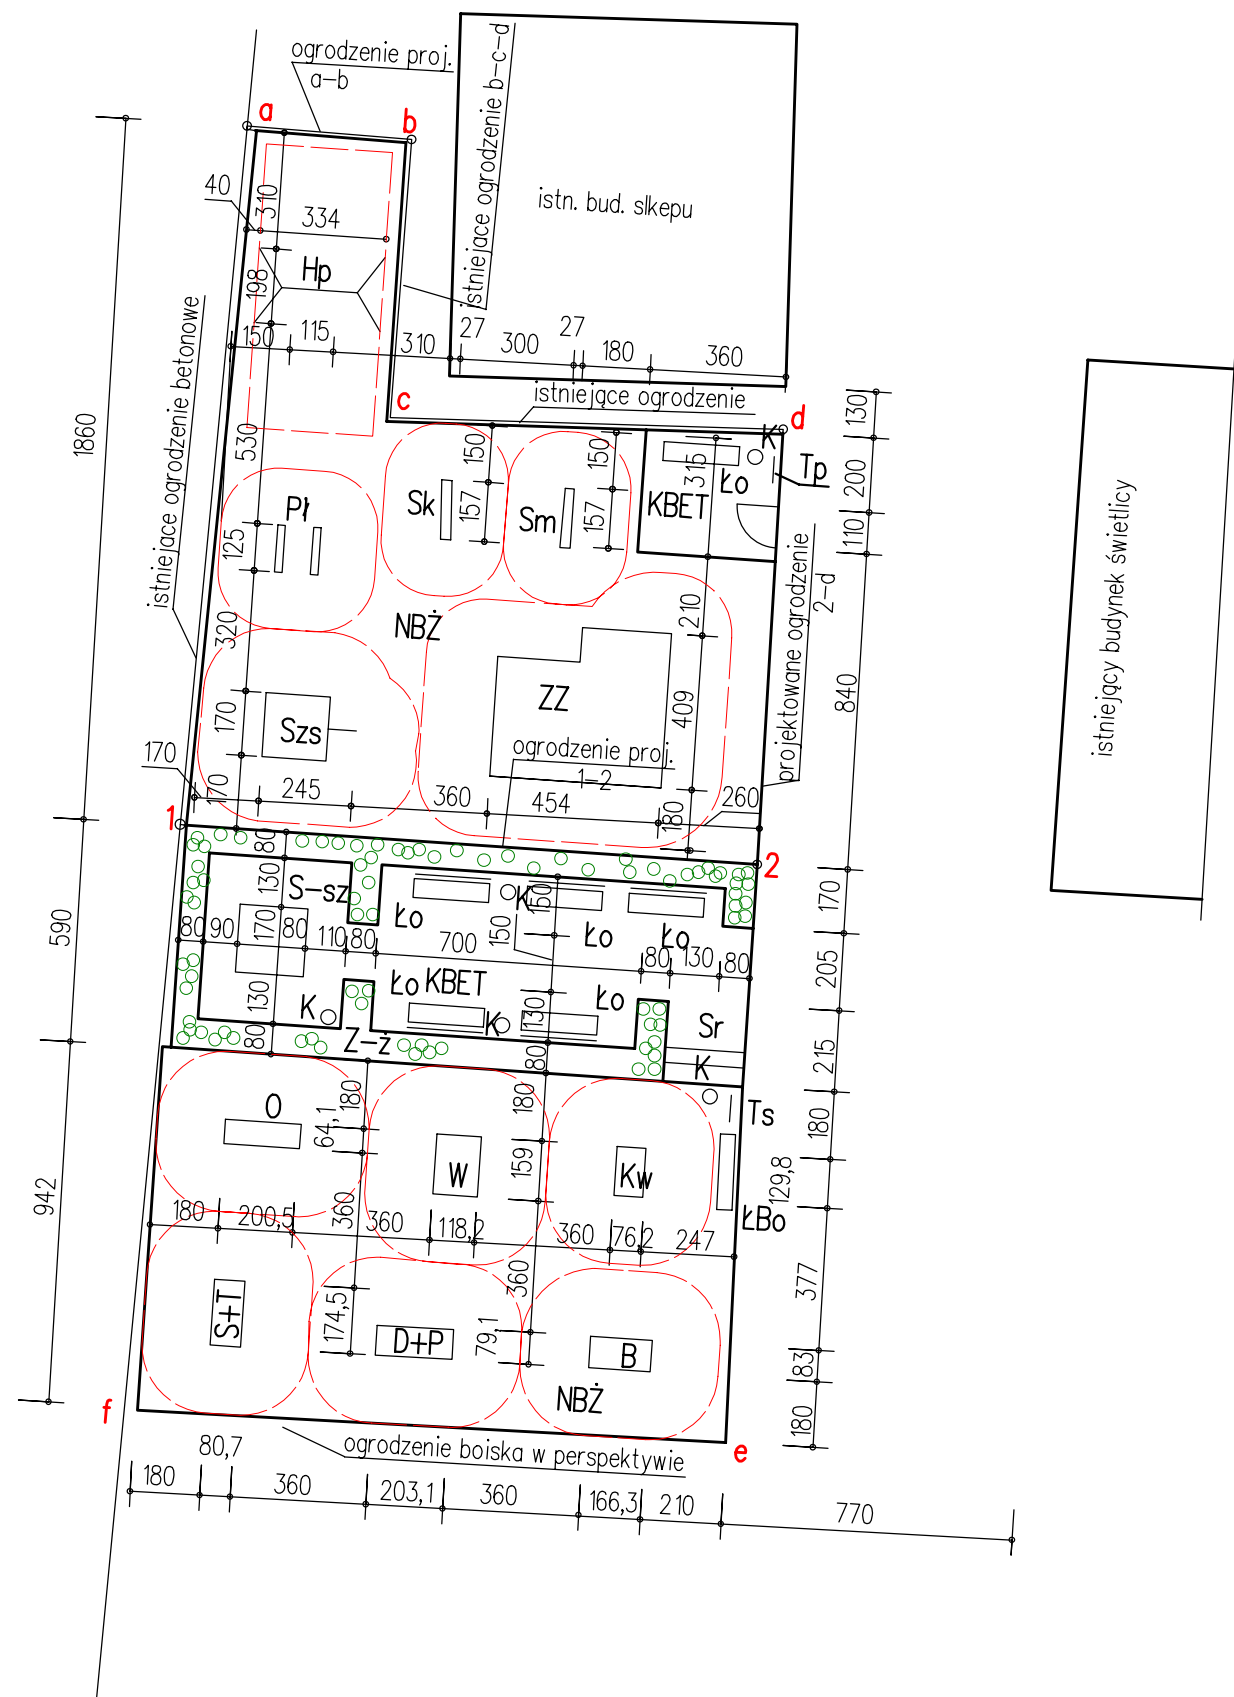 ogrodzenie proj.
a-b
a
b
istniejace ogrodzenie b-c-d
istn. bud. slkepu
40
310
334
Hp
198
150
115
310
27
300
27
180
360
istniejące ogrodzenie
c
d
istniejace ogrodzenie betonowe
1860
530
150
150
315
K
Ło
Tp
KBET
130
200
110
Pł
Sk
157
Sm
157
125
NBŻ
320
210
projektowane ogrodzenie
2-d
840
istniejący budynek świetlicy
ZZ
409
170
Szs
ogrodzenie proj.
1-2
170
170
245
360
454
180
260
1
2
80
130
S-sz
Ło
K
150
Ło
Ło
170
590
80
90
170
80
110
80
150
700
80
130
80
205
Ło
KBET
Ło
130
K
K
130
Sr
80
Z-ż
80
K
215
O
64,1
180
180
Ts
180
W
159
Kw
129,8
942
ŁBo
180
200,5
360
360
118,2
360
76,2
247
360
377
S+T
174,5
D+P
79,1
B
83
NBŻ
180
f
e
ogrodzenie boiska w perspektywie
80,7
180
360
203,1
360
166,3
210
770